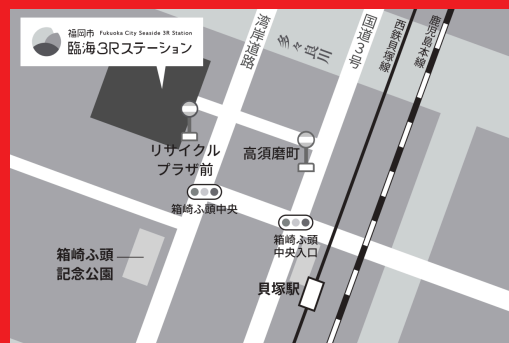 福岡市 Fukuoka City Seaside 3R Station
臨海3Rステーション
湾岸道路
多々良川
国道3号
西鉄貝塚線
鹿児島本線
リサイクル
プラザ前
高須磨町
箱崎ふ頭中央
箱崎ふ頭
中央入口
箱崎ふ頭
記念公園
貝塚駅